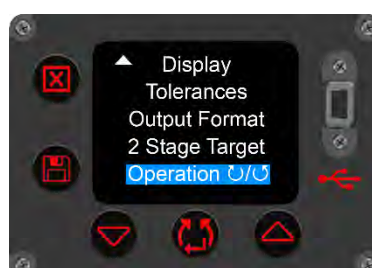 Display
Tolerances
Output Format
2 Stage Target
Operation ↻/↺